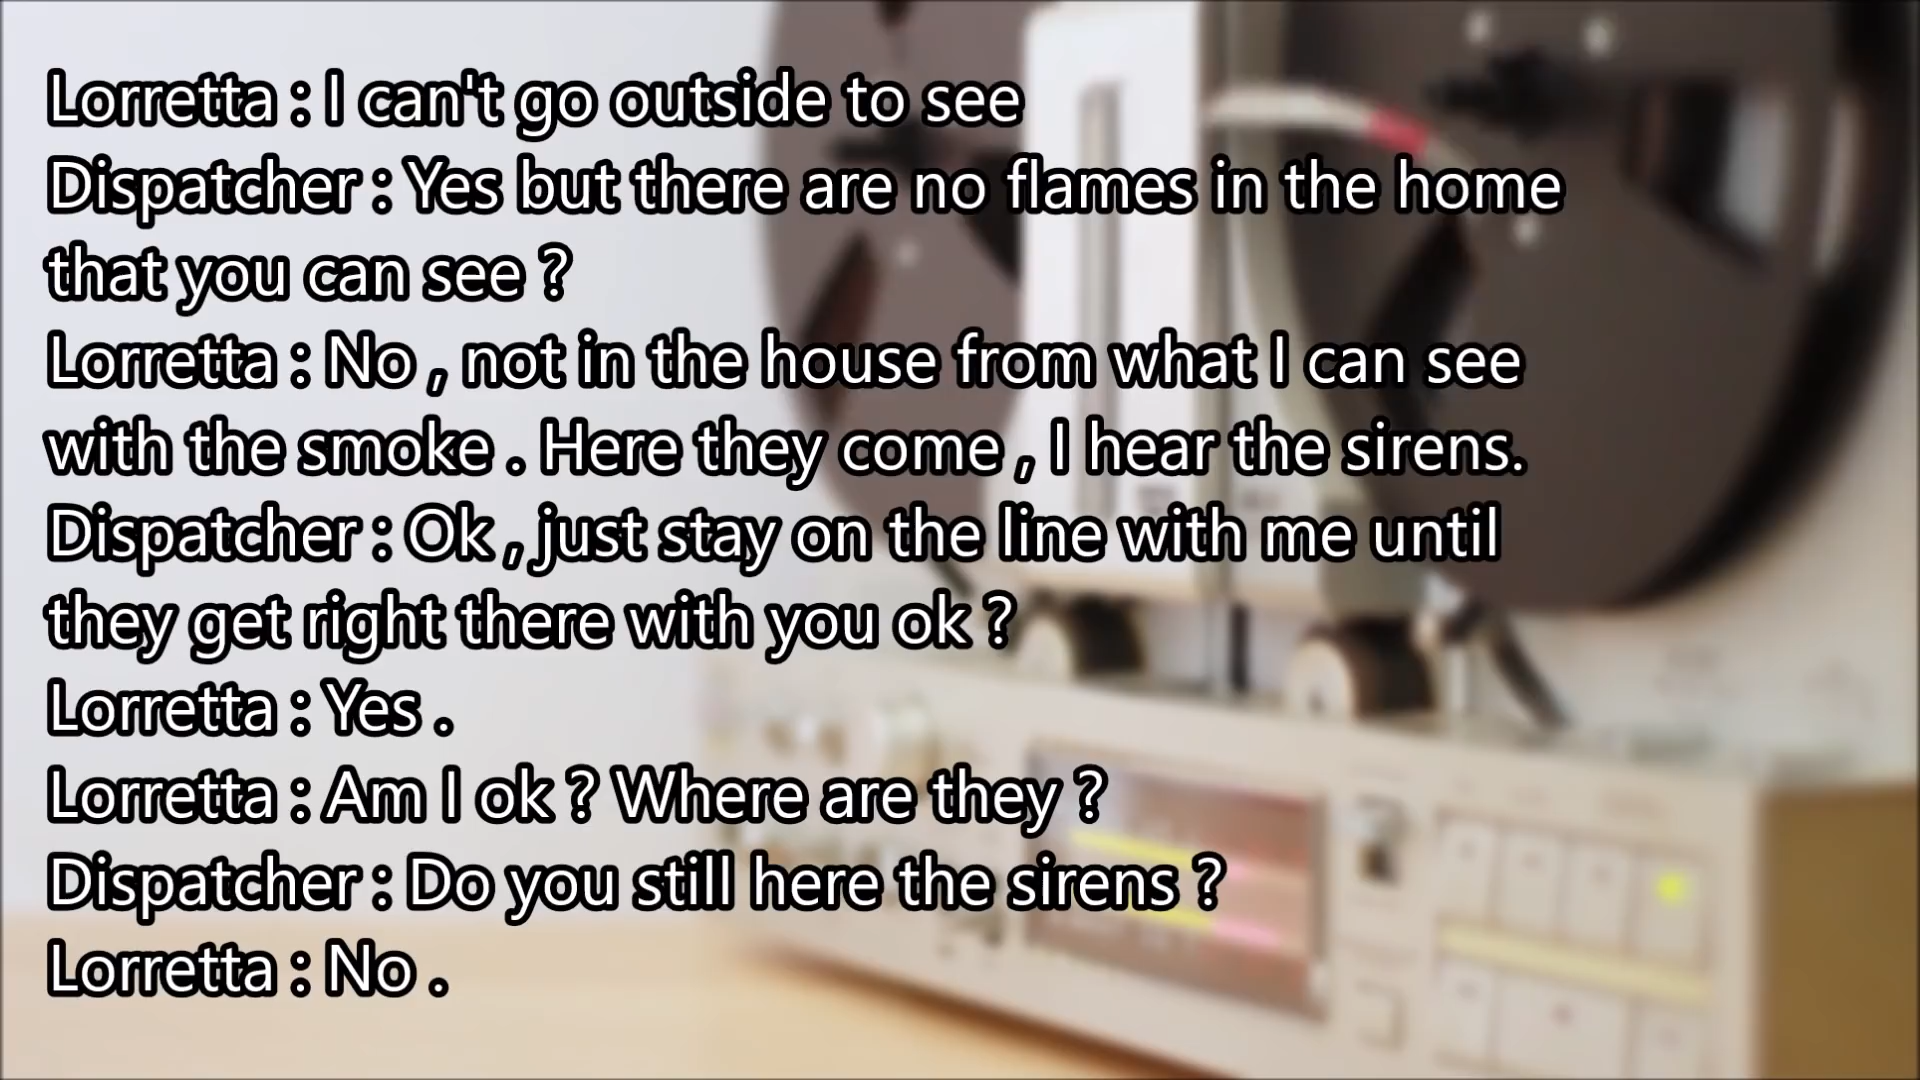 Lorretta : I can't go outside to see
Dispatcher : Yes but there are no flames in the home
that you can see ?
Lorretta : No , not in the house from what I can see
with the smoke . Here they come , I hear the sirens.
Dispatcher : Ok , just stay on the line with me until
they get right there with you ok ?
Lorretta : Yes .
Lorretta : Am I ok ? Where are they ?
Dispatcher : Do you still here the sirens ?
Lorretta : No .